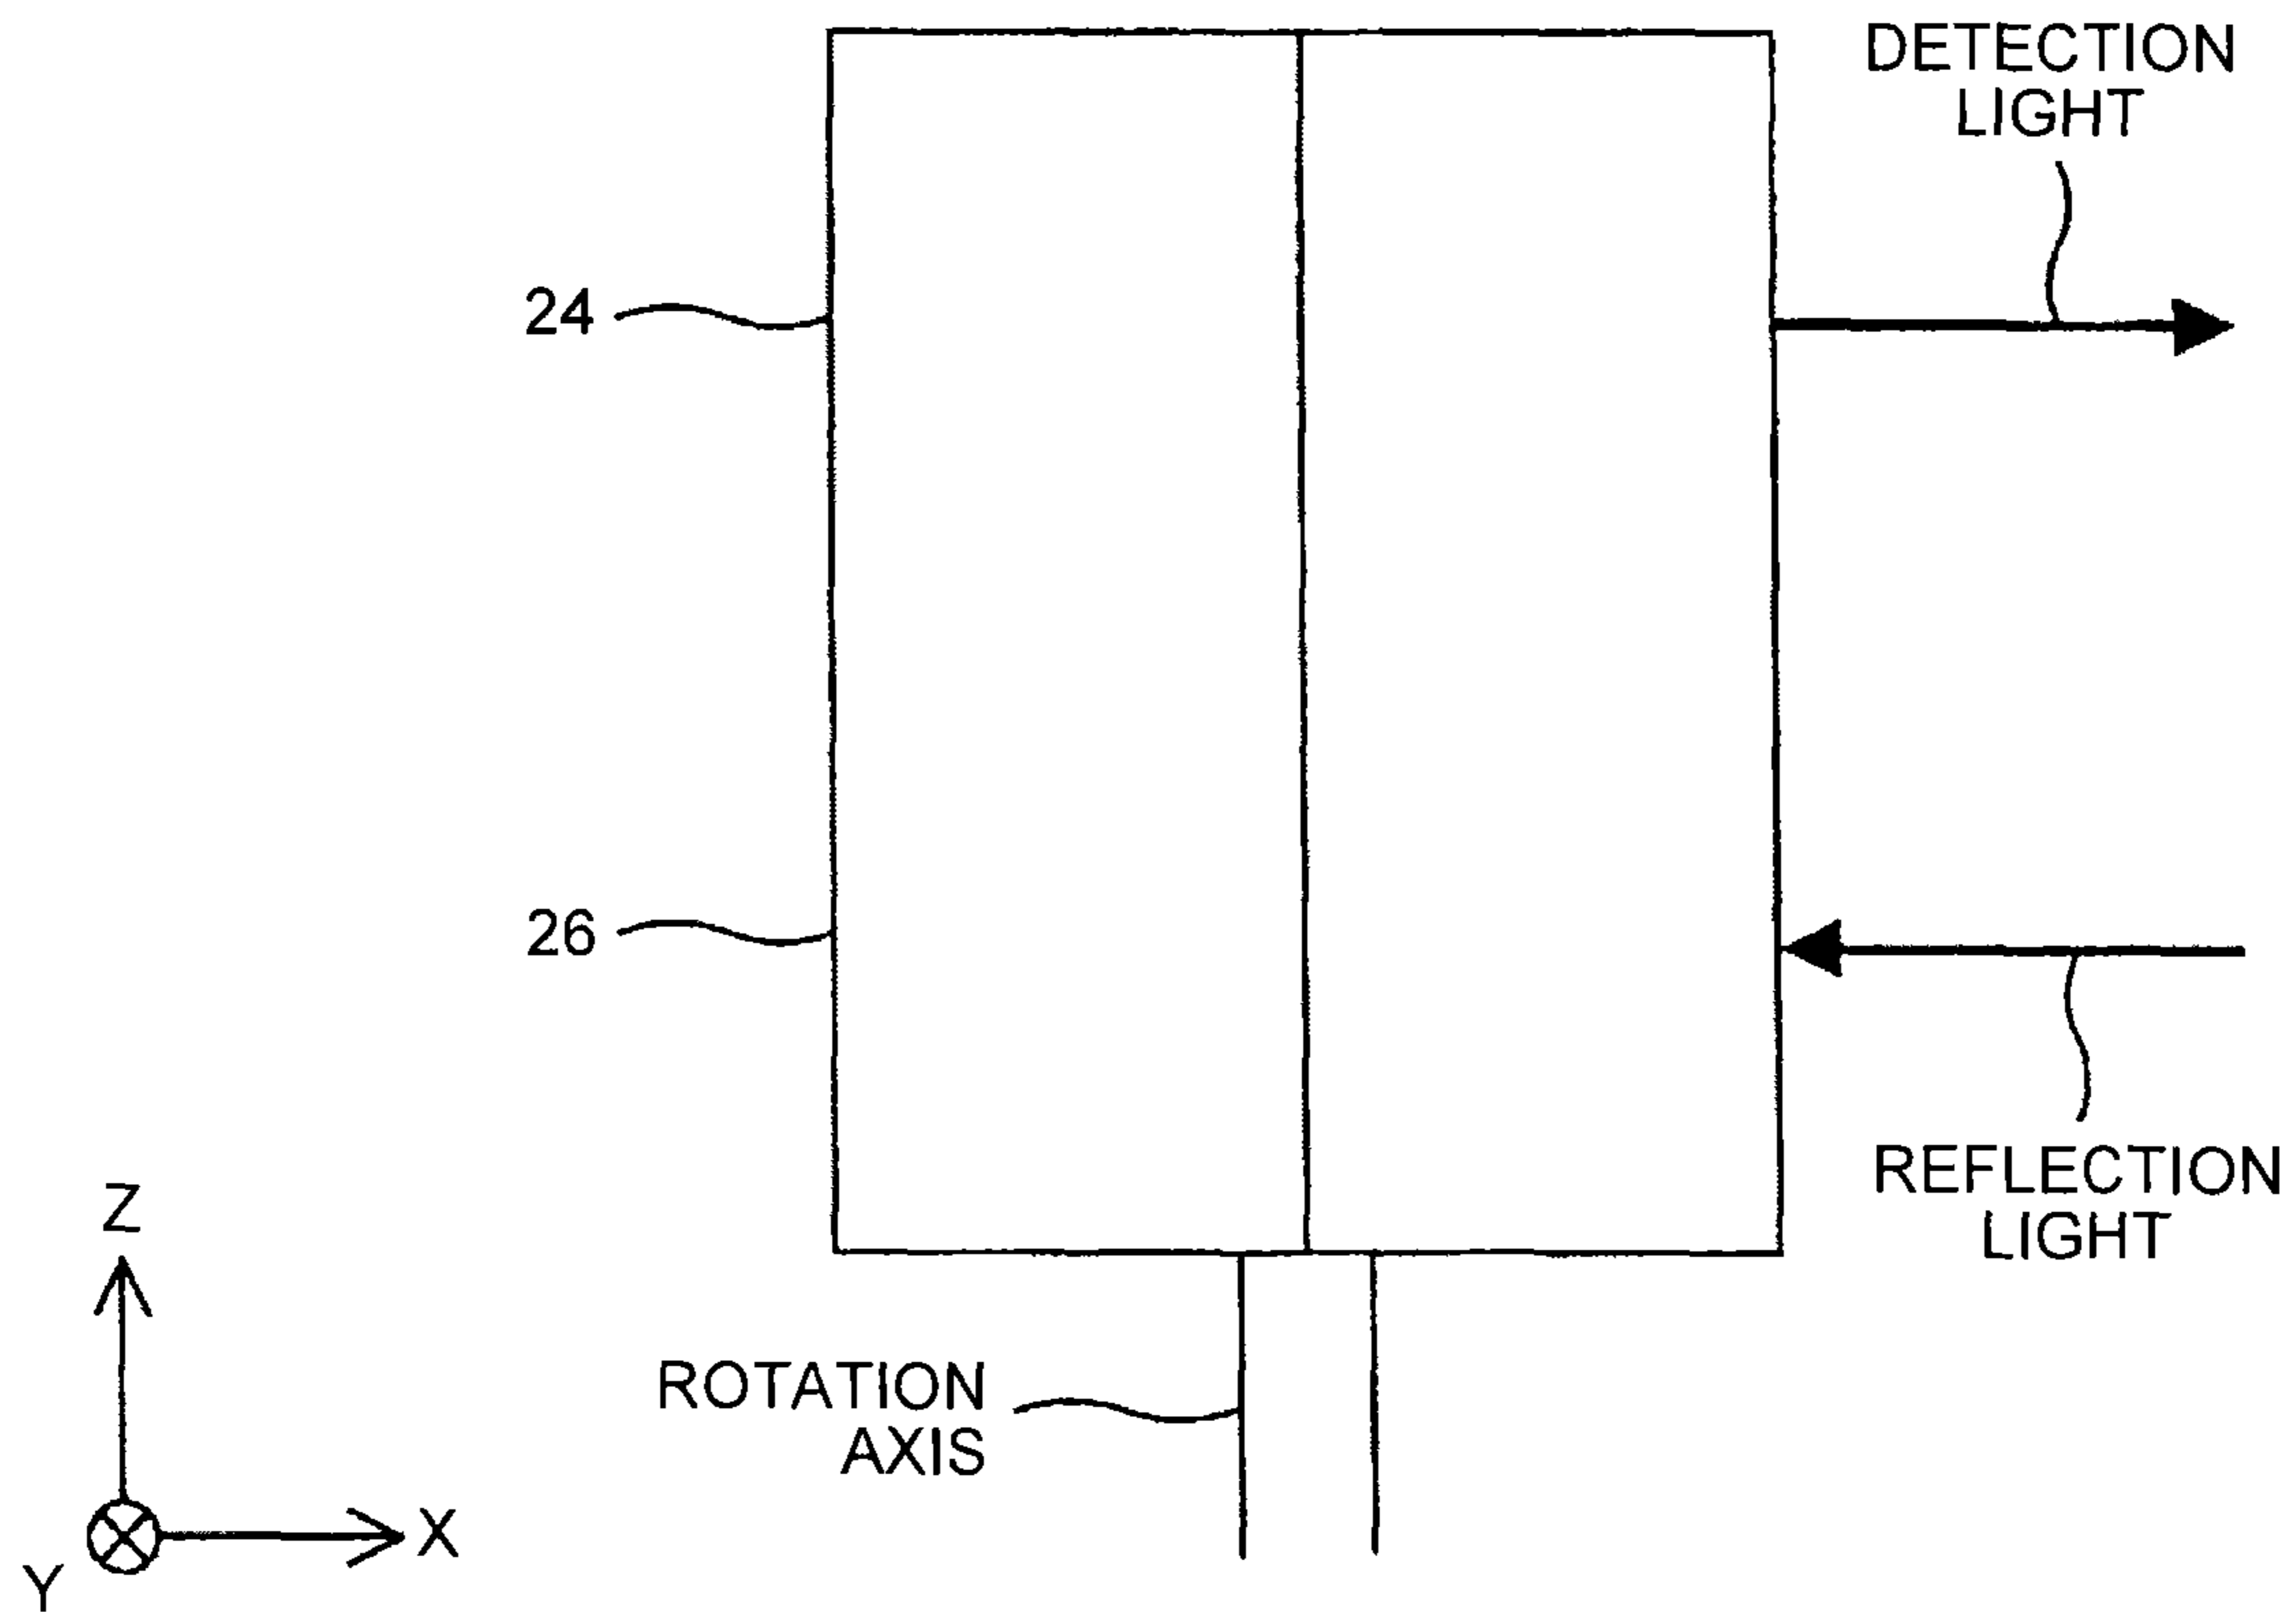 DETECTION
LIGHT
24
26
REFLECTION
LIGHT
Z
ROTATION
AXIS
X
Y